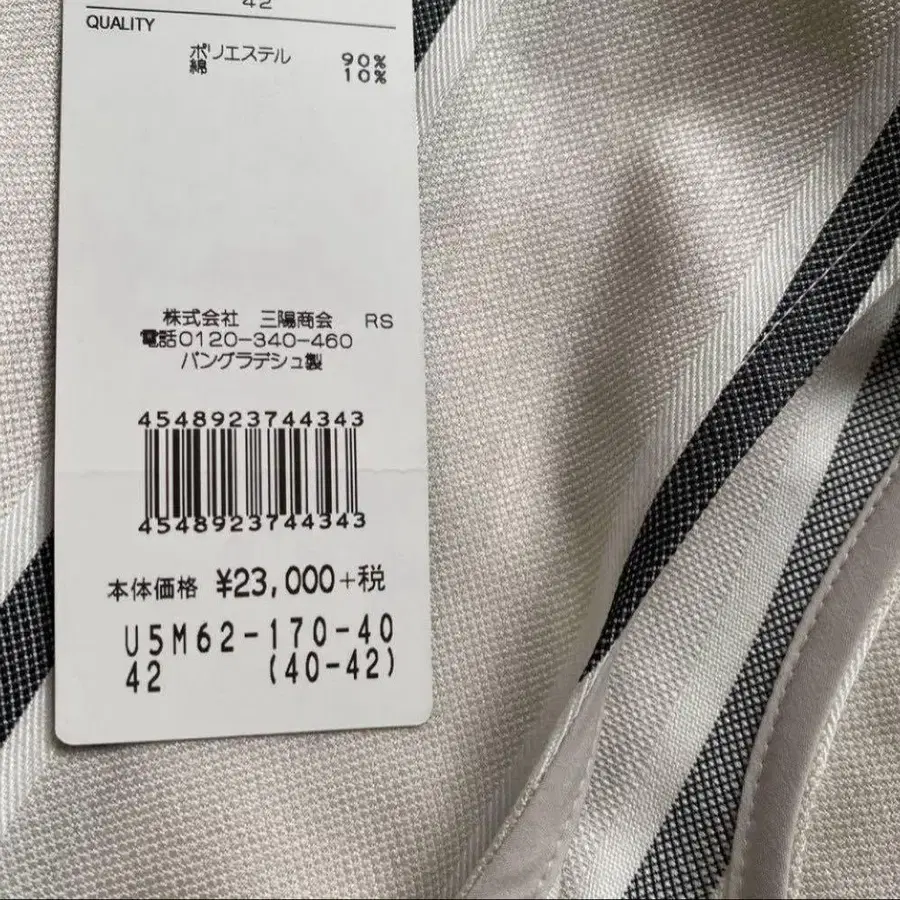 42
QUALITY
ポリエステル 90%
綿 10%
株式会社 三陽商会 RS
電話0120-340-460
バングラデシュ製
4548923744343
4548923744343
本体価格 ¥23,000+税
U5M62-170-40
42 (40-42)